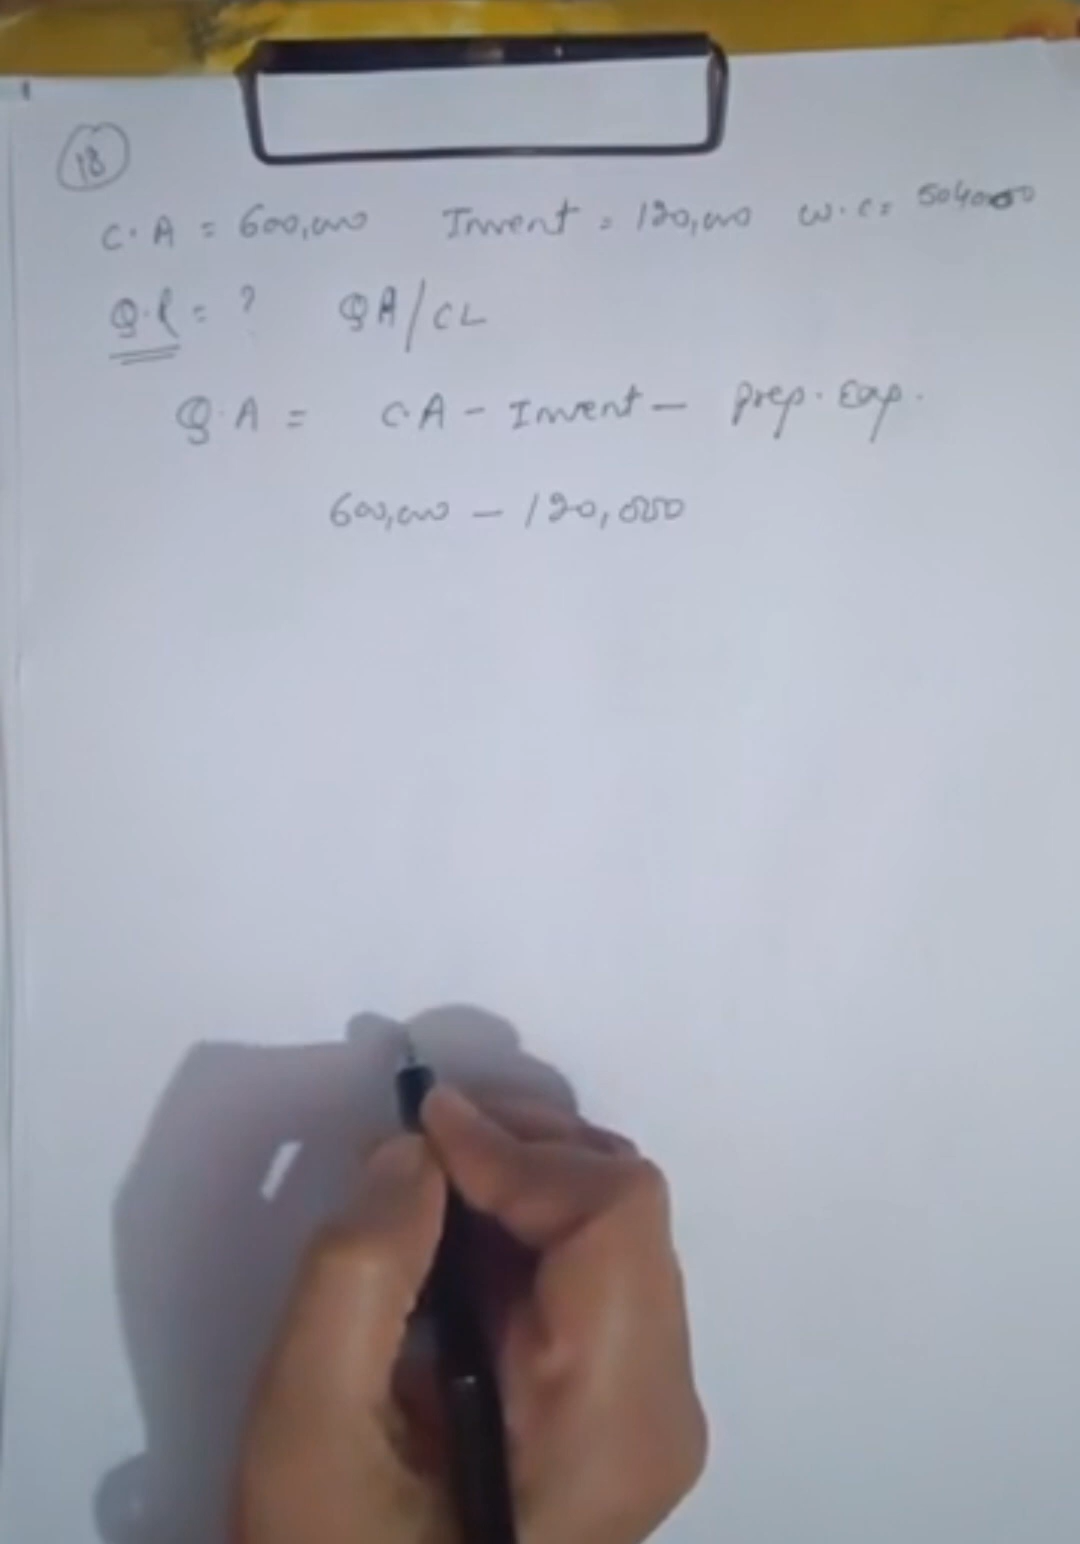 18
C.A = 600,000 Invent = 120,000 W.C = 504000
Q.R = ? QA/CL
Q.A = C.A - Invent - Prep. Exp.
600,000 - 120,000